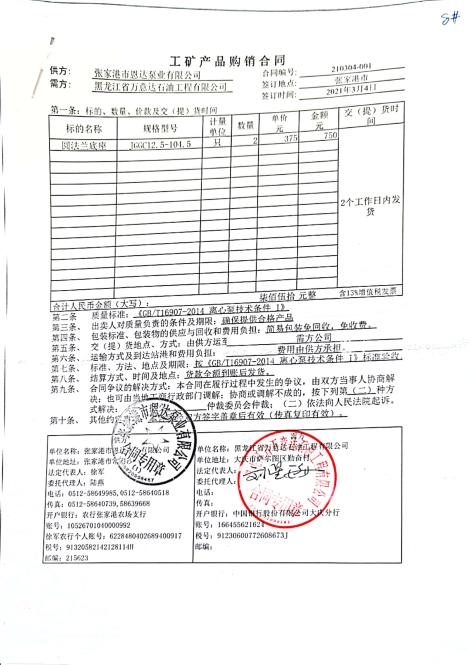 8#
工矿产品购销合同
供方： 张家港市恩达泵业有限公司 合同编号： 210304-001
需方： 黑龙江省万意达石油工程有限公司 签订地点： 张家港市
签订时间： 2021年3月4日
第一条：标的、数量、价款及交（提）货时间
标的名称 规格型号 计量单位 数量 单价元 金额元 交（提）货时间
圆法兰底座 JGGC12.5-104.5 只 2 375 750 2个工作日内发货
合计人民币金额（大写）： 柒佰伍拾 元整 含13%增值税发票
第二条 质量标准：《GB/T16907-2014 离心泵技术条件 Ⅰ》
第三条、 出卖人对质量负责的条件及期限：确保提供合格产品
第四条、 包装标准、包装物的供应与回收和费用负担：简易包装免回收，免收费。
第五条、 交（提）货地点、方式：由供方运至 需方公司
第六条、 运输方式及到达站港和费用负担： 费用由供方承担。
第七条、 标准、方法、地点及期限：按《GB/T16907-2014 离心泵技术条件 Ⅰ》标准验收
第八条、 结算方式、时间及地点：货款全额到账后发货。
第九条、 合同争议的解决方式：本合同在履行过程中发生的争议，由双方当事人协商解
决；也可由当地工商行政部门调解；协商或调解不成的，按下列第（二）种方
式解决： 仲裁委员会仲裁；（二）依法向人民法院起诉。
第十条、 其他约定 双方签字盖章后有效（传真复印有效）。
单位名称：张家港市 单位名称：黑龙江省万意达石油工程有限公司
单位地址：张家港市 单位地址：大庆市萨尔图区勤奋村
法定代表人：徐军 法定代表人：
委托代理人：陆燕 委托代理人：
电话：0512-58649985、0512-58640518 电话：
传真：0512-58640739、58639668 传真：
开户银行：农行张家港农场支行 开户银行：中国银行股份有限公司大庆分行
账号：10526701040000992 账号：166455621624
徐军农行个人账号：6228480402689400917 税号：91230600772608673J
税号：91320582142128114H 邮编：
邮编：215623
合同专用章